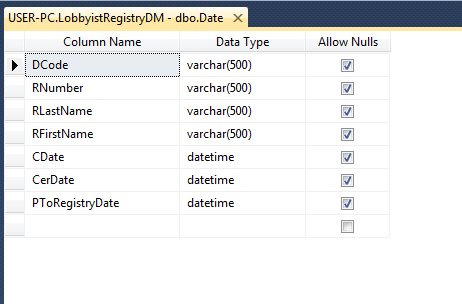 USER-PC.LobbyistRegistryDM - dbo.Date
Column Name Data Type Allow Nulls
DCode varchar(500)
RNumber varchar(500)
RLastName varchar(500)
RFirstName varchar(500)
CDate datetime
CerDate datetime
PToRegistryDate datetime